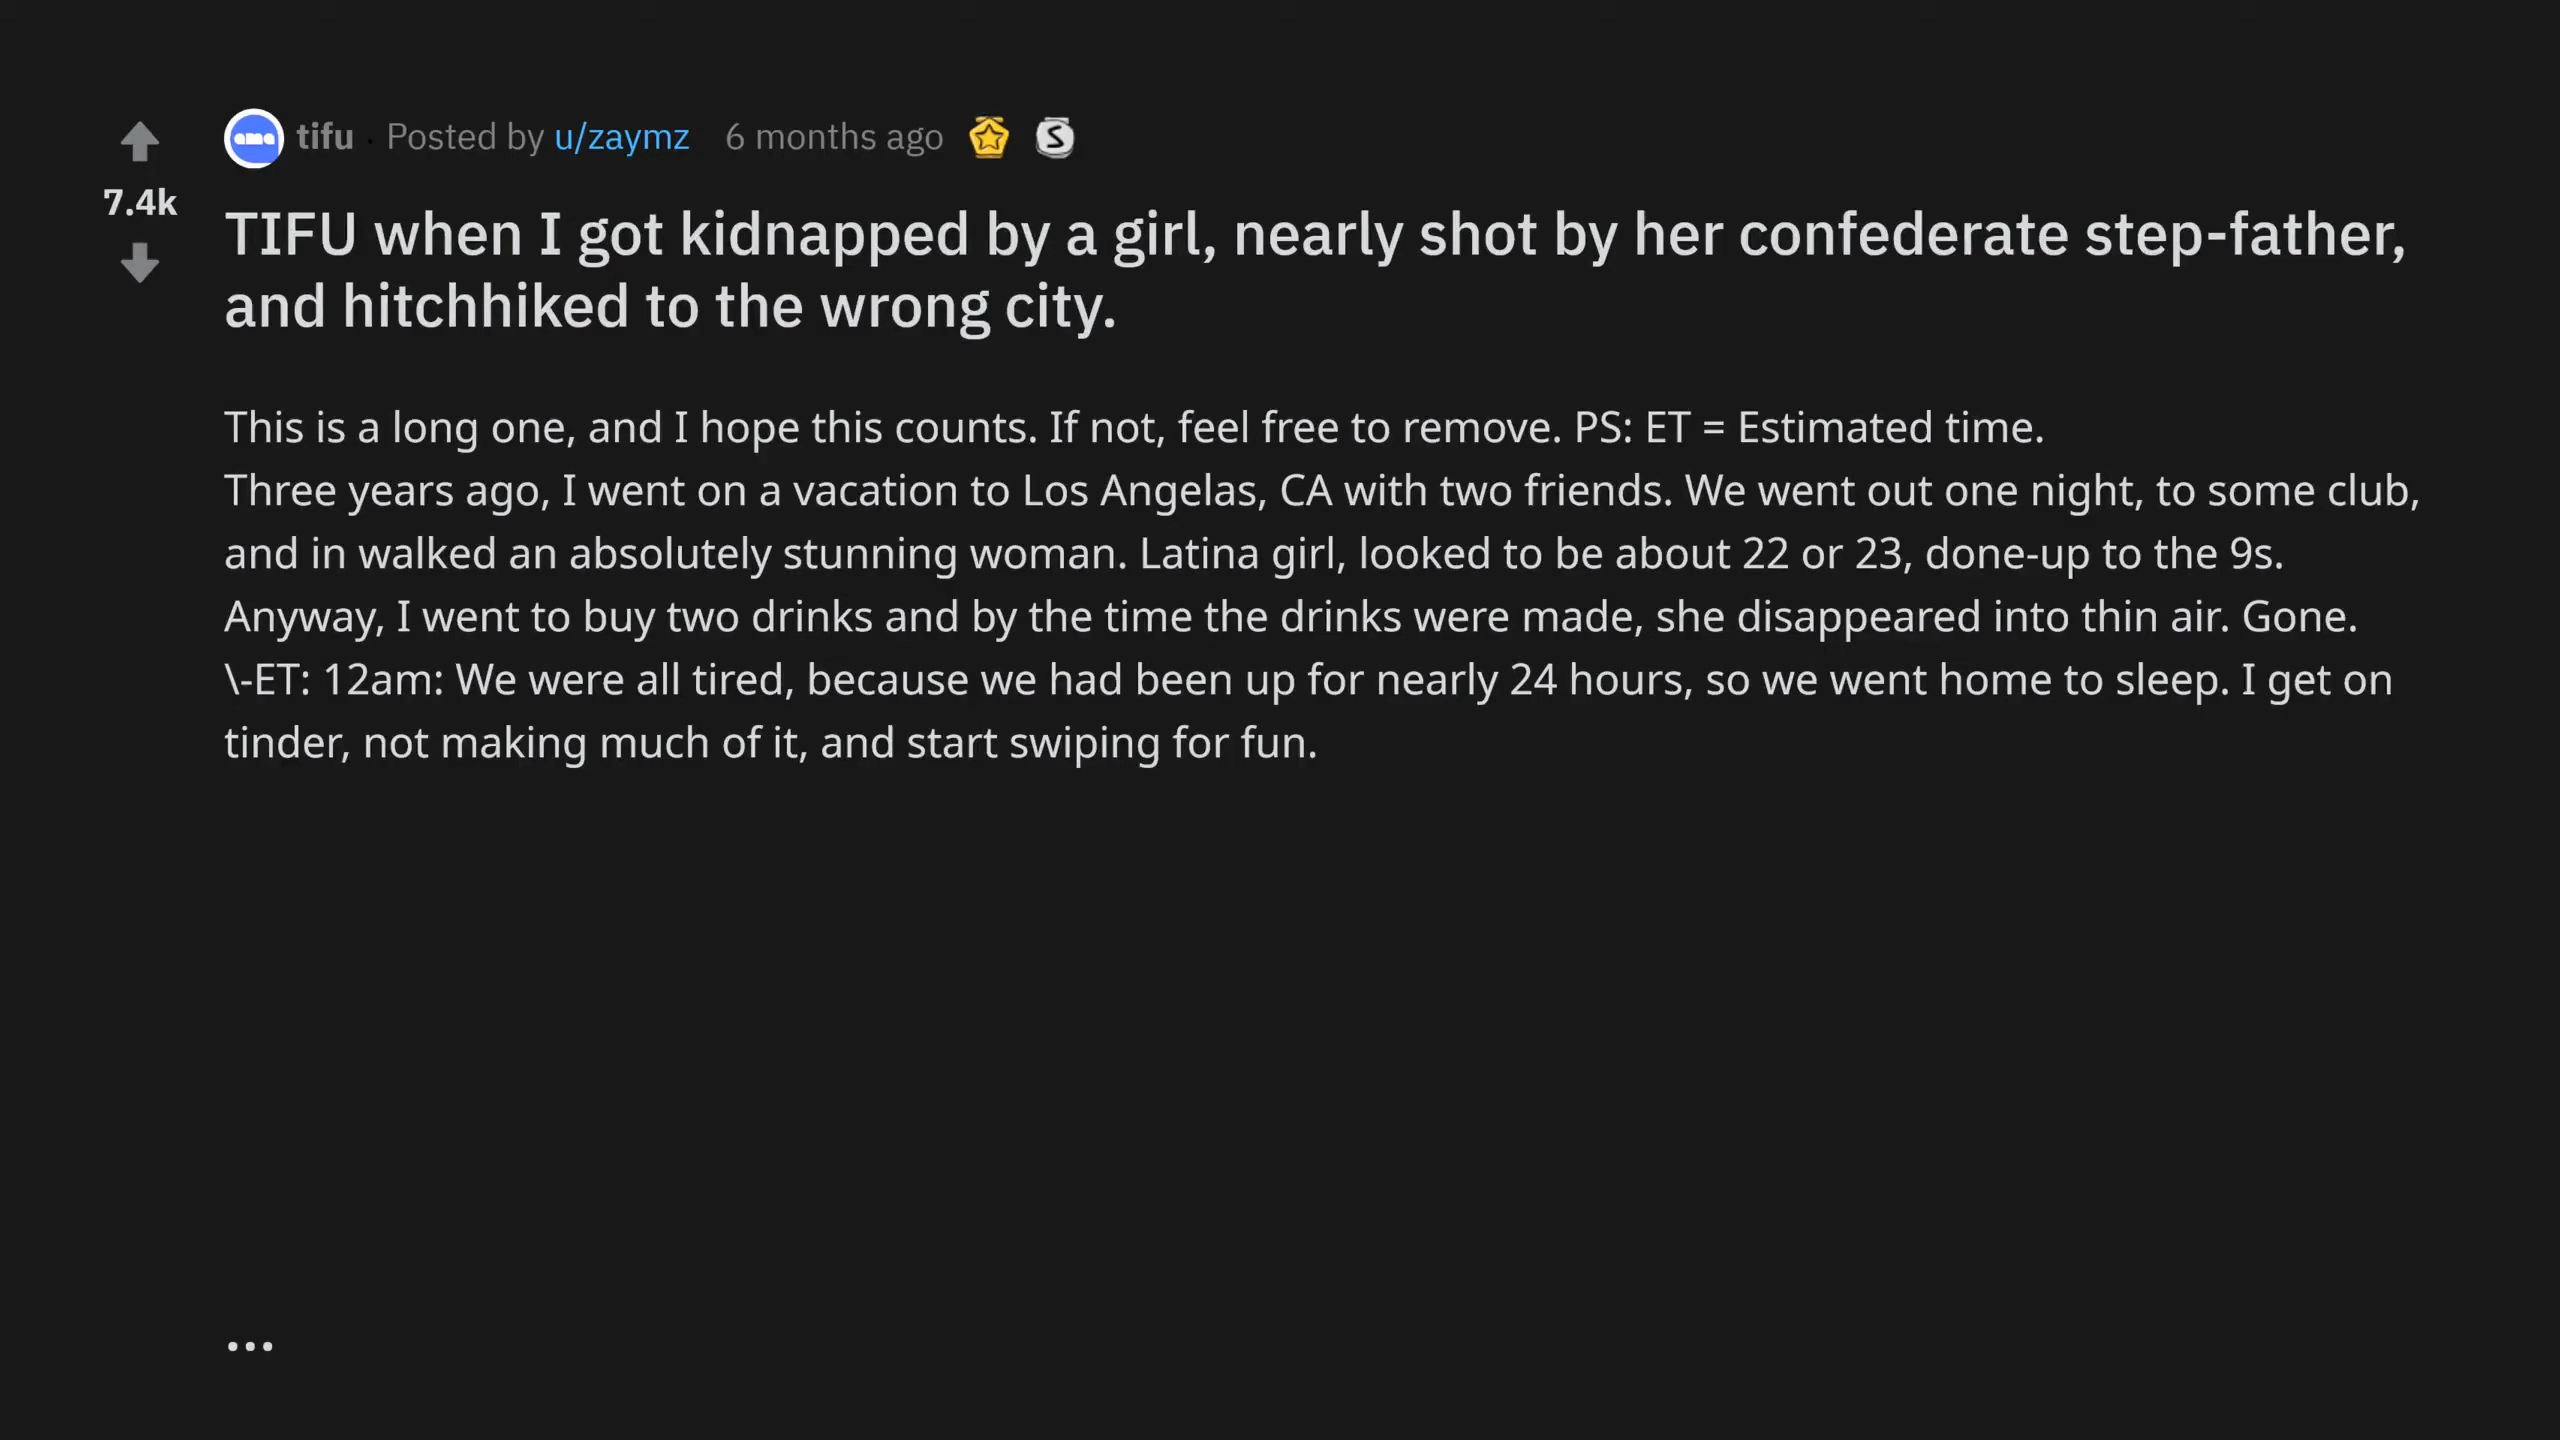 tifu · Posted by u/zaymz 6 months ago
7.4k
TIFU when I got kidnapped by a girl, nearly shot by her confederate step-father,
and hitchhiked to the wrong city.
This is a long one, and I hope this counts. If not, feel free to remove. PS: ET = Estimated time.
Three years ago, I went on a vacation to Los Angelas, CA with two friends. We went out one night, to some club,
and in walked an absolutely stunning woman. Latina girl, looked to be about 22 or 23, done-up to the 9s.
Anyway, I went to buy two drinks and by the time the drinks were made, she disappeared into thin air. Gone.
\-ET: 12am: We were all tired, because we had been up for nearly 24 hours, so we went home to sleep. I get on
tinder, not making much of it, and start swiping for fun.
...